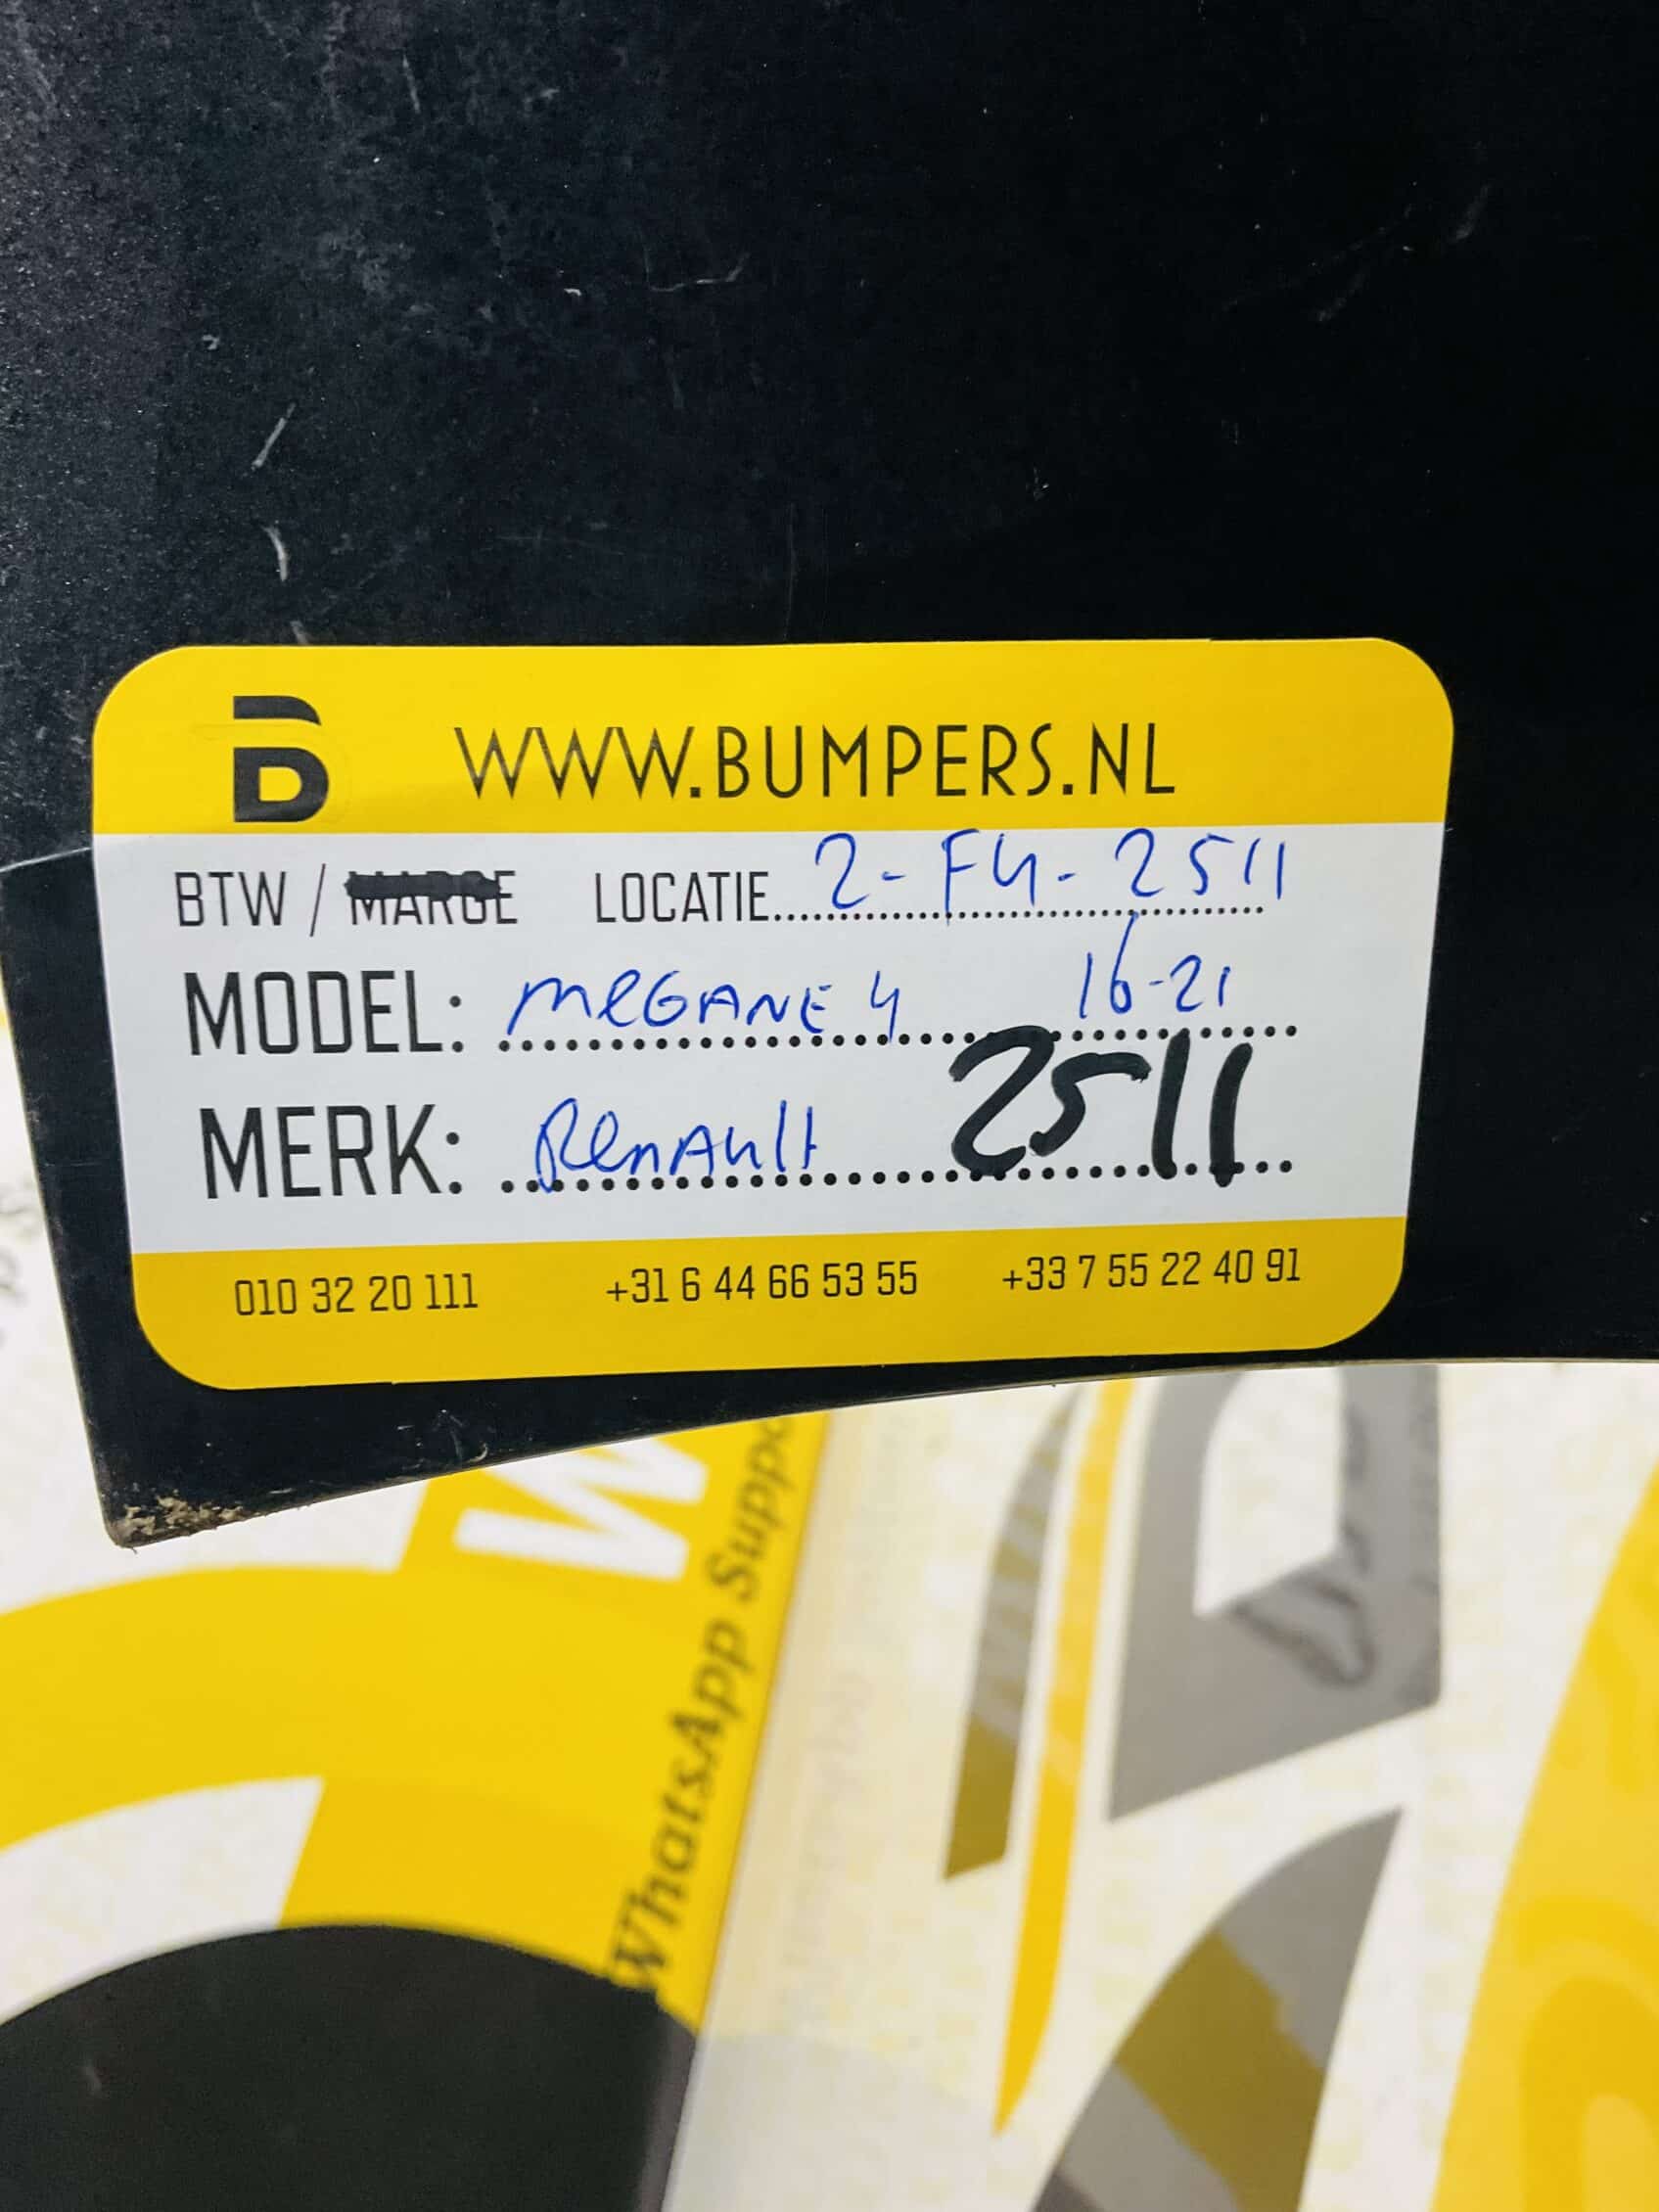 B WWW.BUMPERS.NL
BTW / MARGE LOCATIE 2-F4-2511
MODEL: MEGANE 4 16-21
2511
MERK: RENAult
010 32 20 111 +31 6 44 66 53 55 +33 7 55 22 40 91
W
WhatsApp